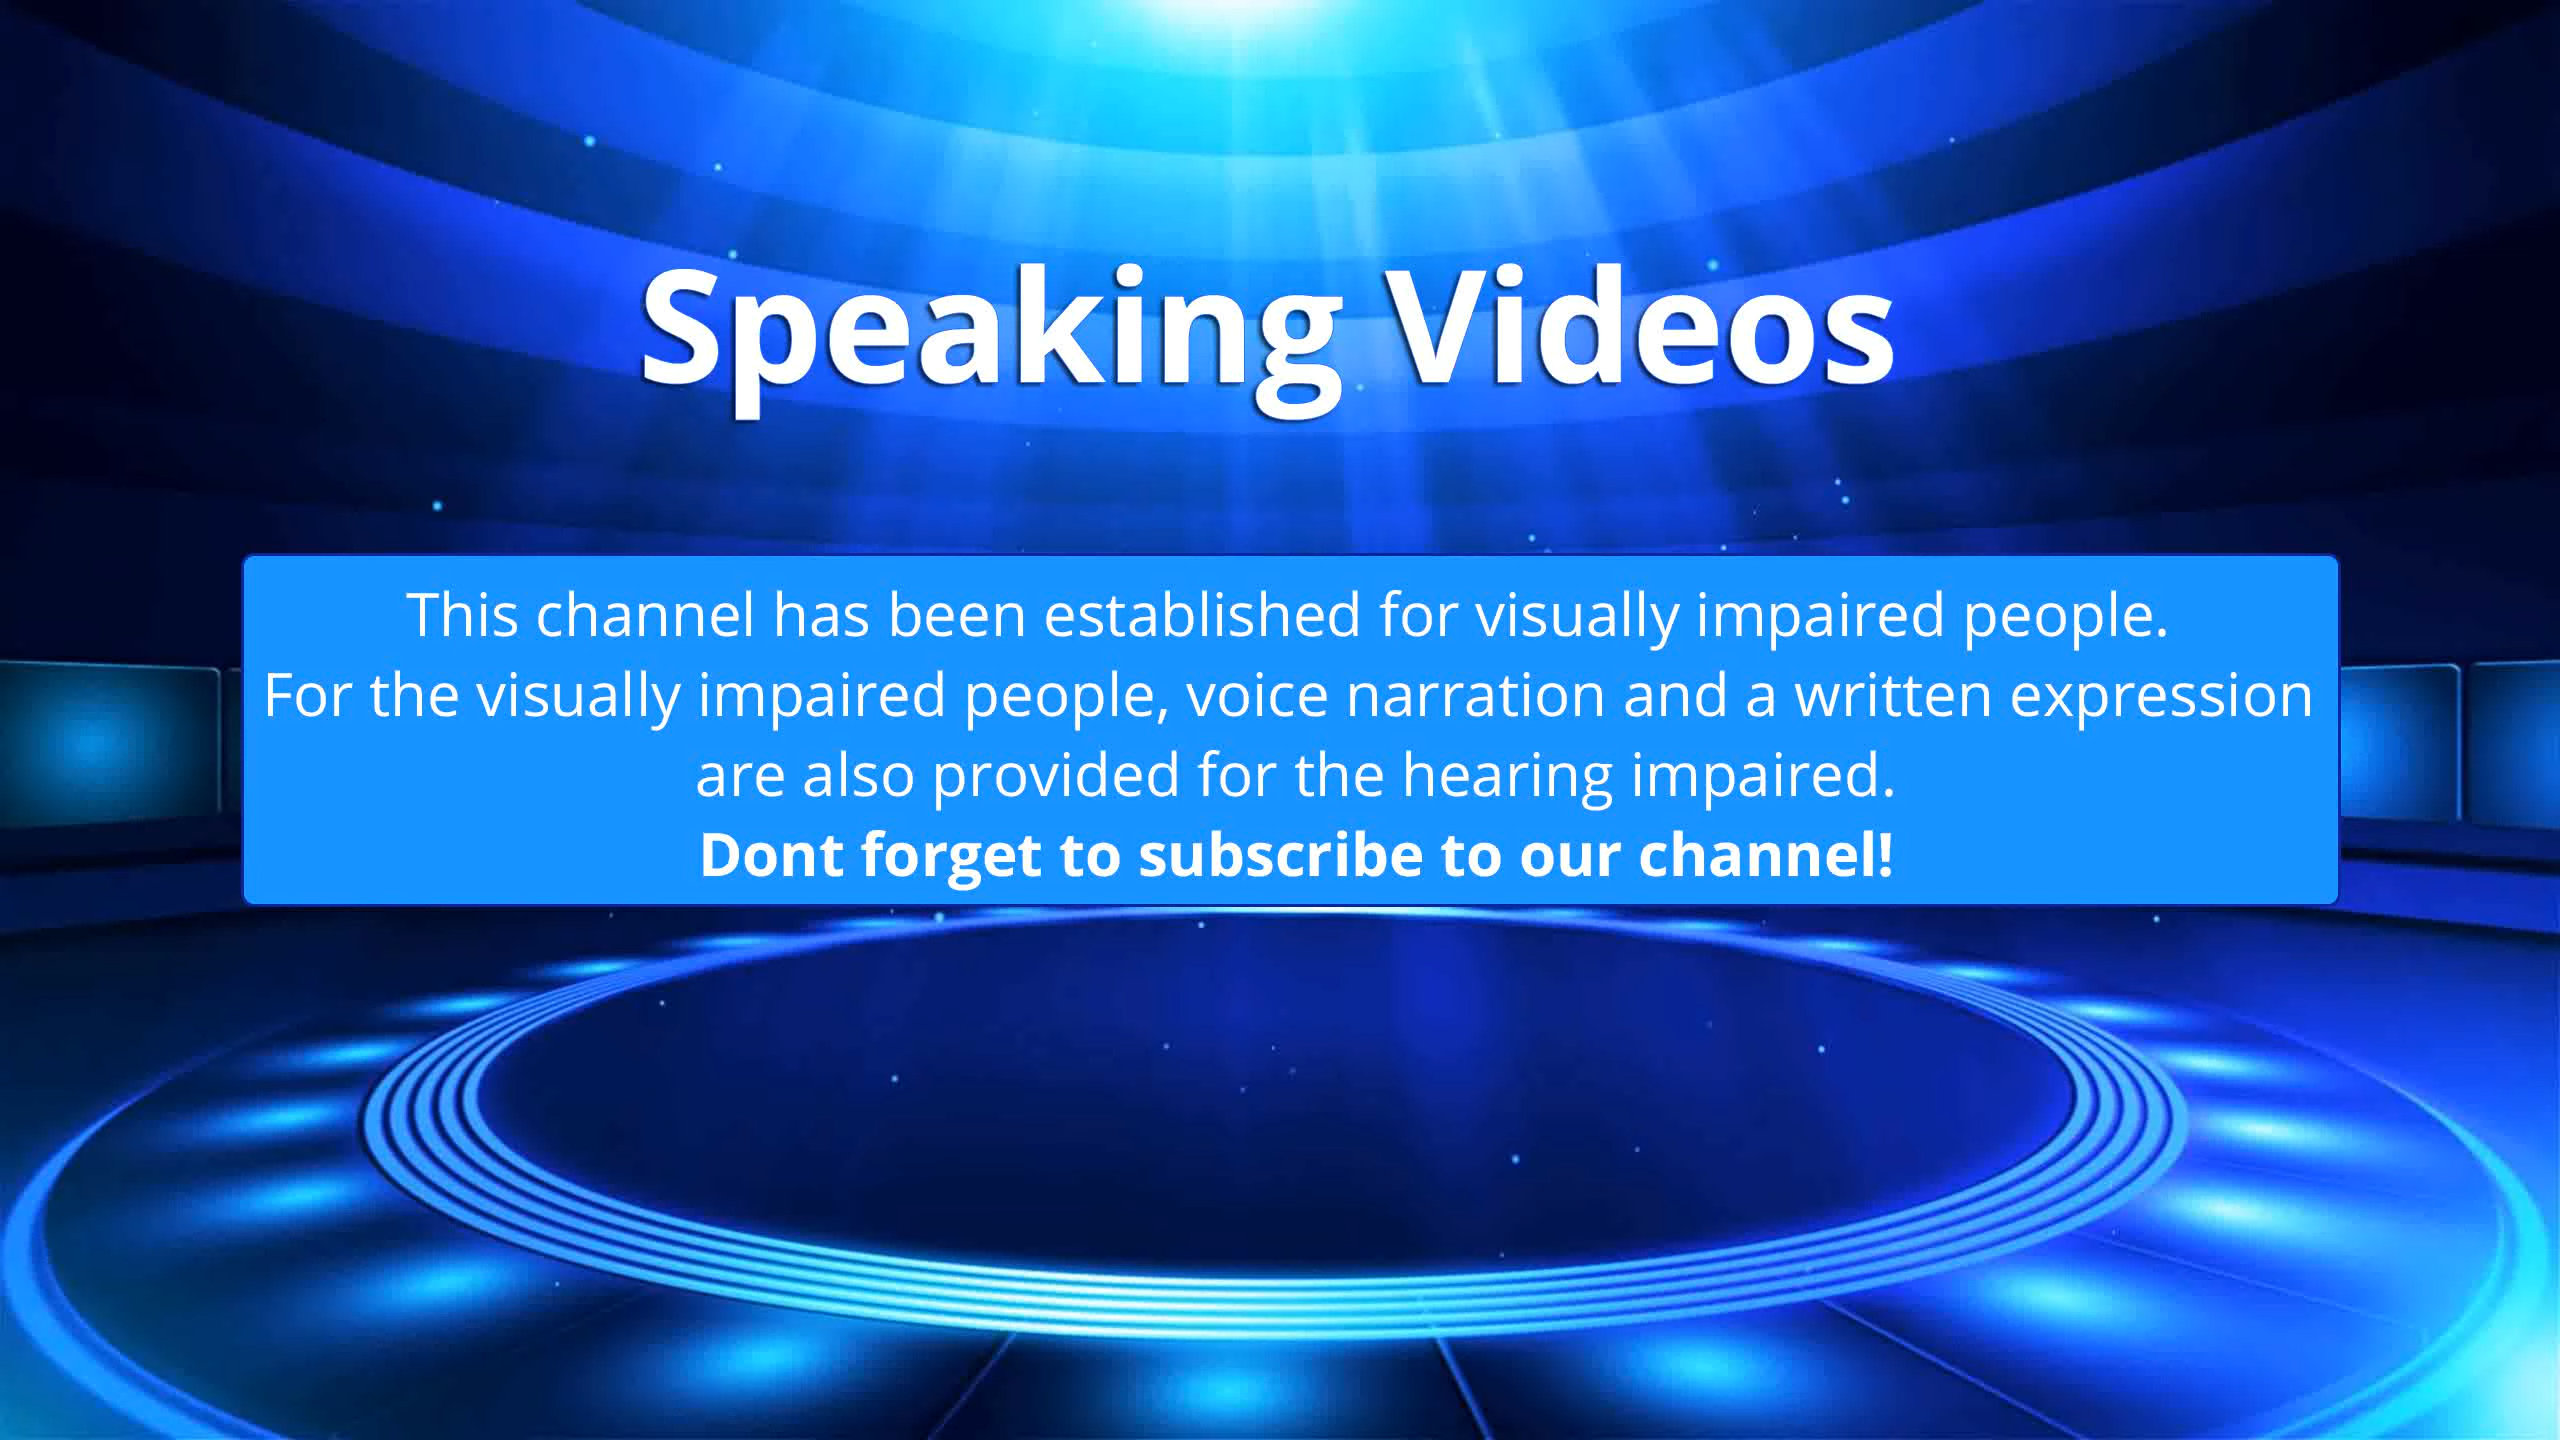 Speaking Videos
This channel has been established for visually impaired people.
For the visually impaired people, voice narration and a written expression
are also provided for the hearing impaired.
Dont forget to subscribe to our channel!